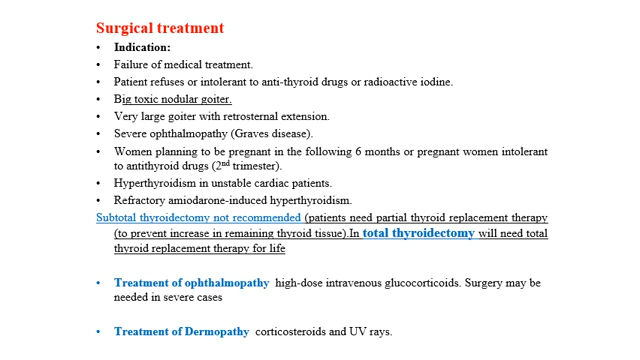 Surgical treatment
• Indication:
• Failure of medical treatment.
• Patient refuses or intolerant to anti-thyroid drugs or radioactive iodine.
• Big toxic nodular goiter.
• Very large goiter with retrosternal extension.
• Severe ophthalmopathy (Graves disease).
• Women planning to be pregnant in the following 6 months or pregnant women intolerant
to antithyroid drugs (2nd trimester).
• Hyperthyroidism in unstable cardiac patients.
• Refractory amiodarone-induced hyperthyroidism.
Subtotal thyroidectomy not recommended (patients need partial thyroid replacement therapy
(to prevent increase in remaining thyroid tissue).In total thyroidectomy will need total
thyroid replacement therapy for life
• Treatment of ophthalmopathy high-dose intravenous glucocorticoids. Surgery may be
needed in severe cases
• Treatment of Dermopathy corticosteroids and UV rays.